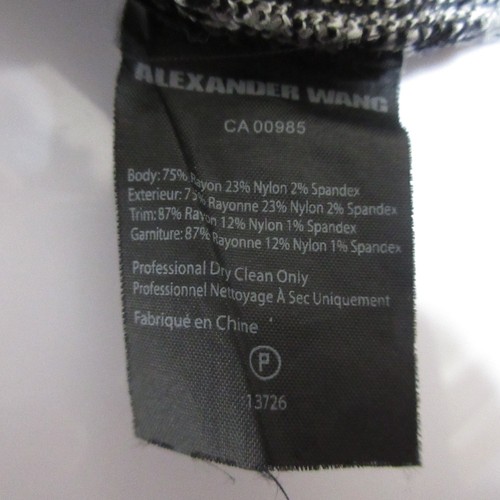 ALEXANDER WANG
CA 00985
Body: 75% Rayon 23% Nylon 2% Spandex
Exterieur: 75% Rayonne 23% Nylon 2% Spandex
Trim: 87% Rayon 12% Nylon 1% Spandex
Garniture: 87% Rayonne 12% Nylon 1% Spandex
Professional Dry Clean Only
Professionnel Nettoyage À Sec Uniquement
Fabriqué en Chine
P
13726